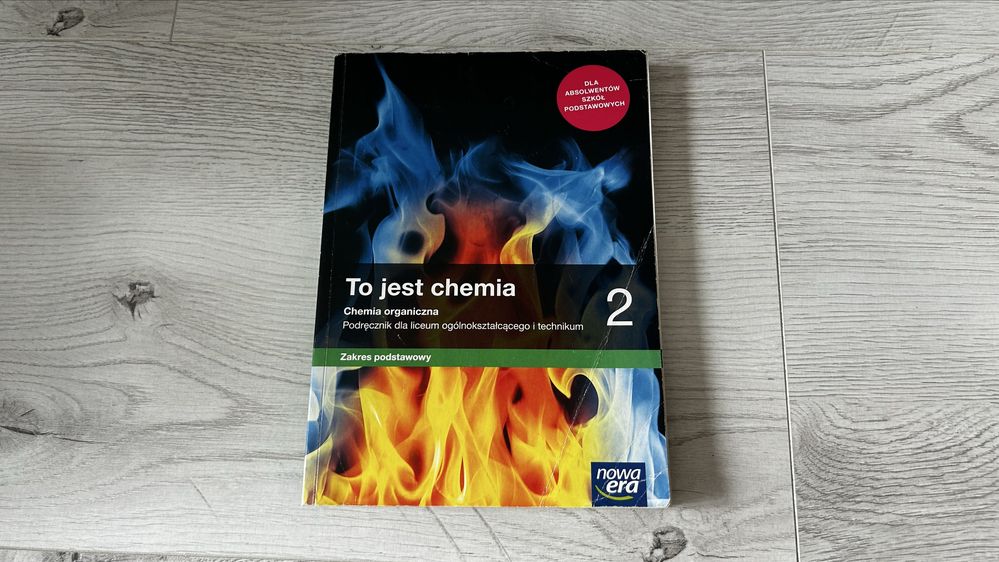 DLA
ABSOLWENTÓW
SZKÓŁ
PODSTAWOWYCH
To jest chemia
2
Chemia organiczna
Podręcznik dla liceum ogólnokształcącego i technikum
Zakres podstawowy
nowa
era